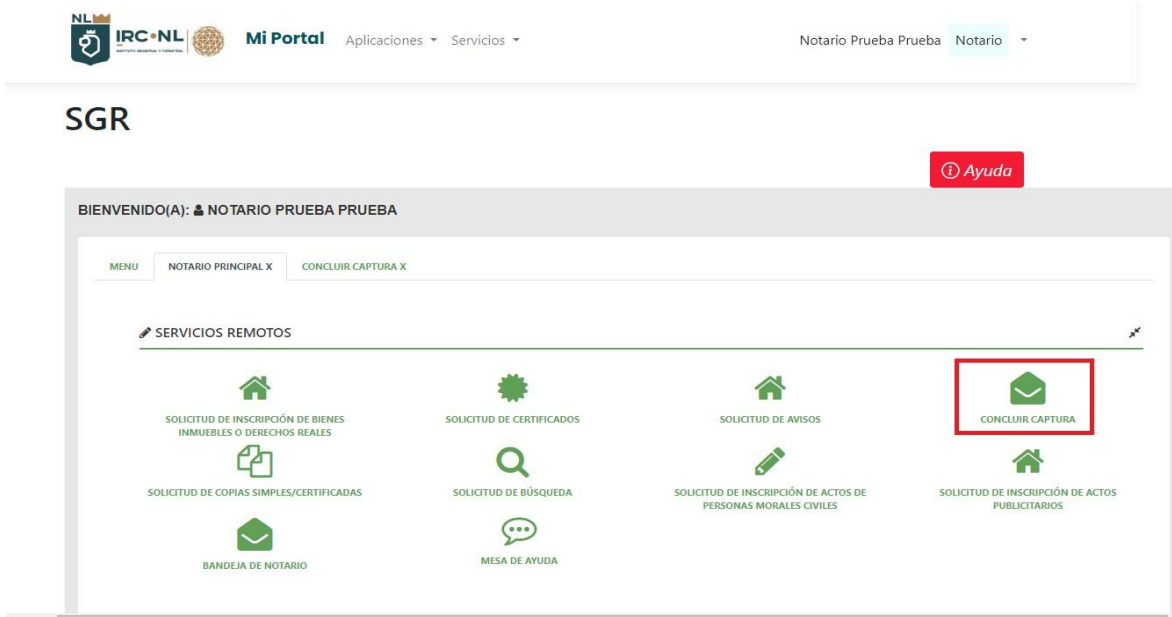 NL
IRC•NL
INSTITUTO REGISTRAL Y CATASTRAL
Mi Portal Aplicaciones Servicios Notario Prueba Prueba Notario
SGR
Ayuda
BIENVENIDO(A): NOTARIO PRUEBA PRUEBA
MENU NOTARIO PRINCIPAL X CONCLUIR CAPTURA X
SERVICIOS REMOTOS
SOLICITUD DE INSCRIPCIÓN DE BIENES
INMUEBLES O DERECHOS REALES
SOLICITUD DE CERTIFICADOS
SOLICITUD DE AVISOS
CONCLUIR CAPTURA
SOLICITUD DE COPIAS SIMPLES/CERTIFICADAS
SOLICITUD DE BÚSQUEDA
SOLICITUD DE INSCRIPCIÓN DE ACTOS DE
PERSONAS MORALES CIVILES
SOLICITUD DE INSCRIPCIÓN DE ACTOS
PUBLICITARIOS
BANDEJA DE NOTARIO
MESA DE AYUDA